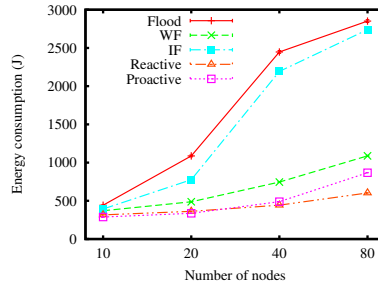 Energy consumption (J)
3000
2500
2000
1500
1000
500
0
Flood
WF
IF
Reactive
Proactive
10
20
40
80
Number of nodes